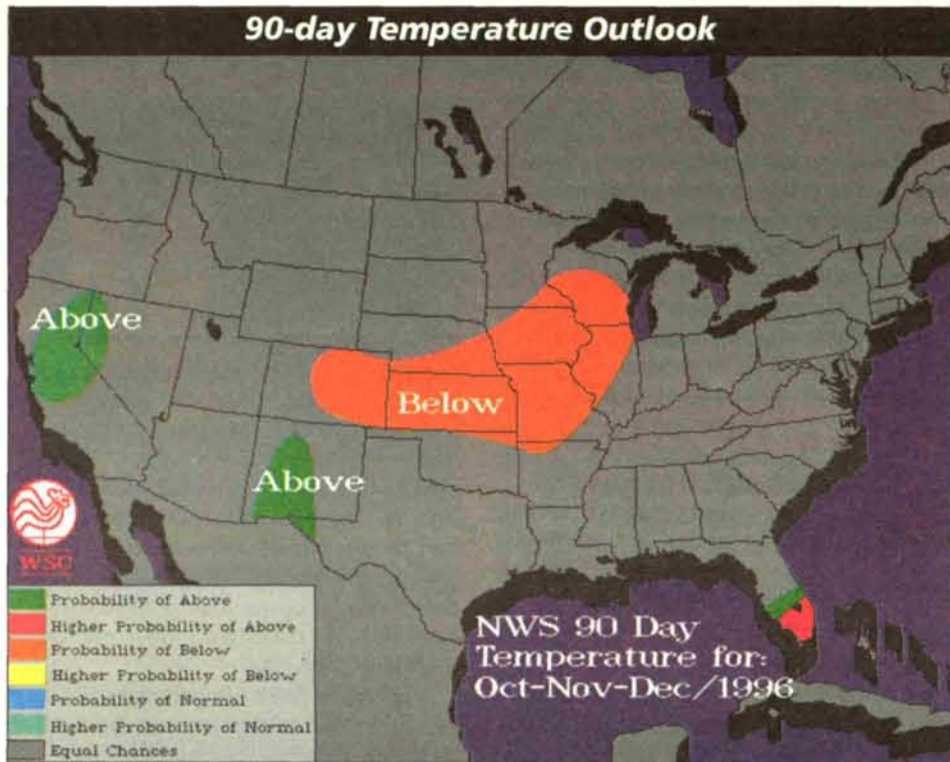 90-day Temperature Outlook
Above
Below
Above
WSC
Probability of Above
Higher Probability of Above
Probability of Below
Higher Probability of Below
Probability of Normal
Higher Probability of Normal
Equal Chances
NWS 90 Day
Temperature for:
Oct-Nov-Dec/1996